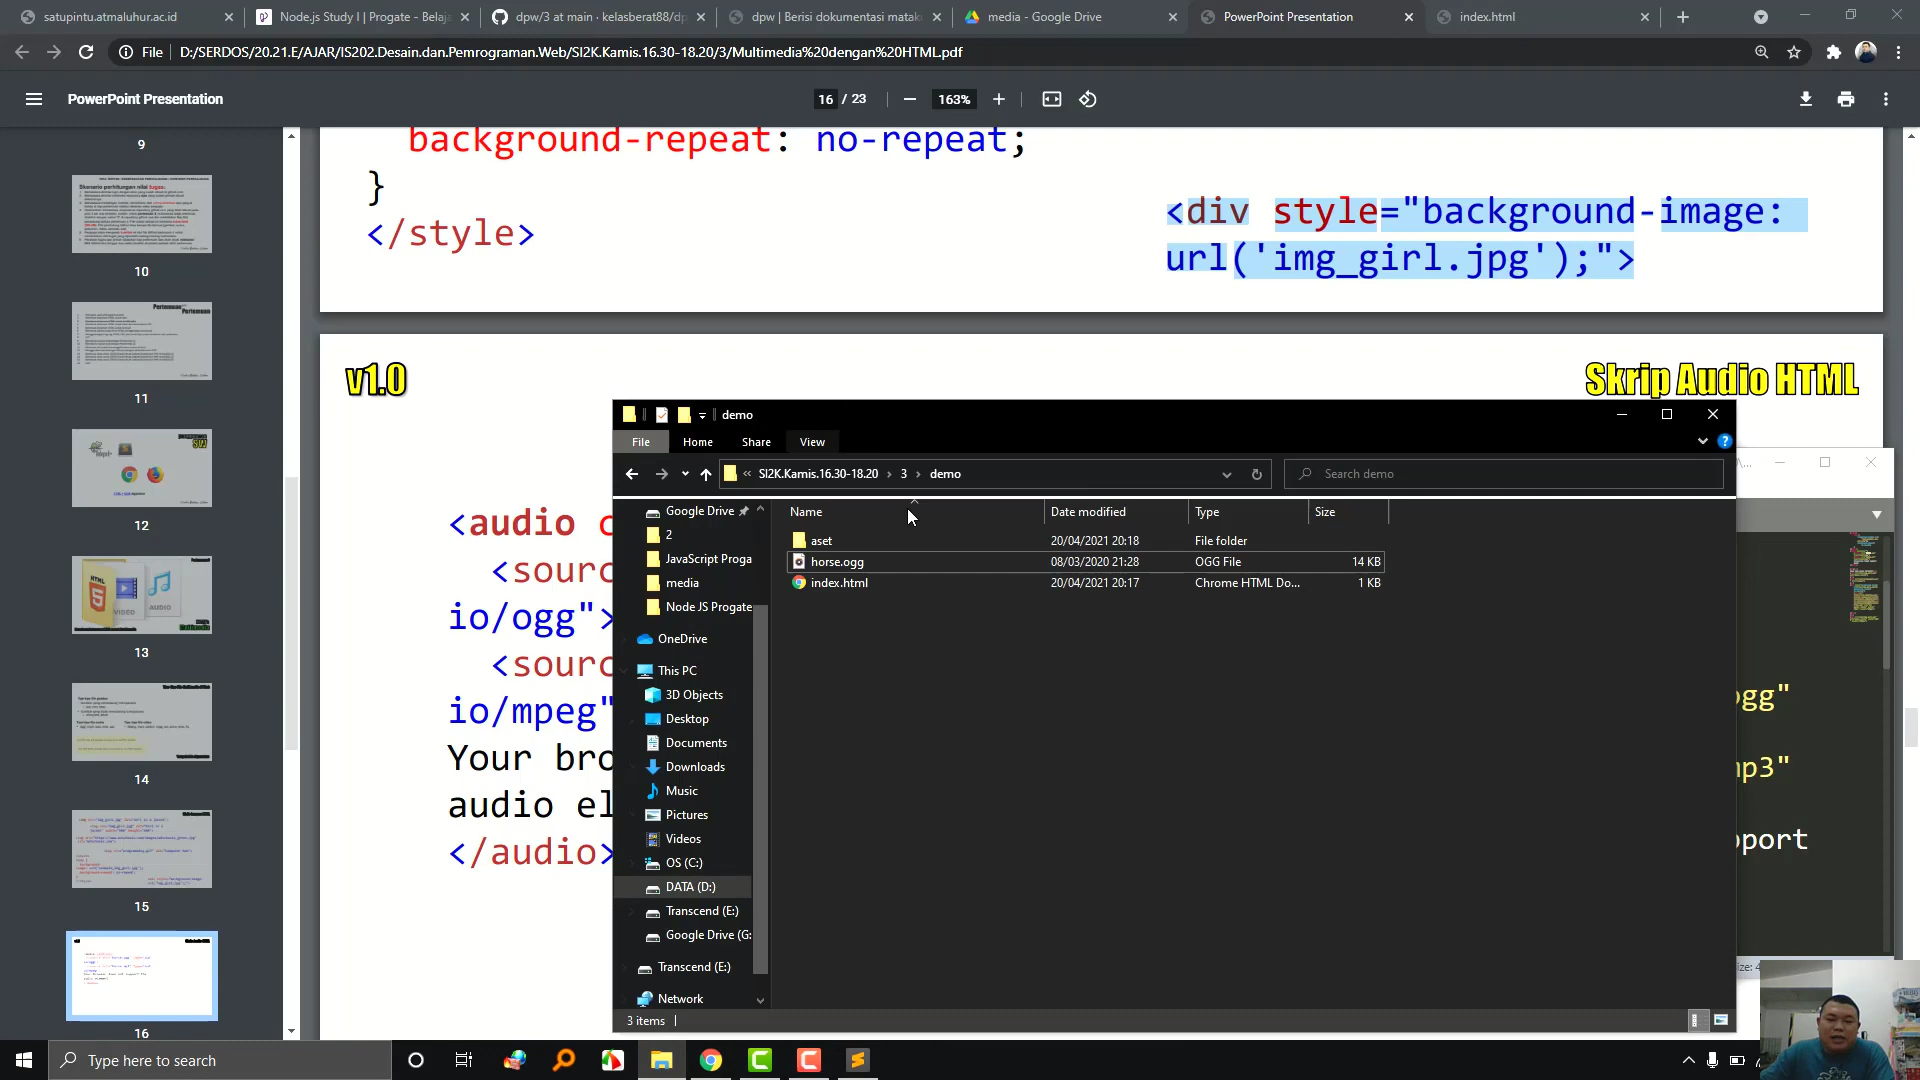 satupintu.atmaluhur.ac.id
Node.js Study I | Progate - Belaj
dpw/3 at main · kelasberat88/dp
dpw | Berisi dokumentasi mataku
media - Google Drive
PowerPoint Presentation
index.html
File
D:/SERDOS/20.21.E/AJAR/IS202.Desain.dan.Pemrograman.Web/SI2K.Kamis.16.30-18.20/3/Multimedia%20dengan%20HTML.pdf
PowerPoint Presentation
16 / 23
163%
9
10
11
12
13
14
15
16
background-repeat: no-repeat;
}
</style>
<div style="background-image:
url('img_girl.jpg');">
v1.0
Skrip Audio HTML
<audio c
<sourc
io/ogg">
<sourc
io/mpeg"
Your bro
audio el
</audio>
demo
File
Home
Share
View
« SI2K.Kamis.16.30-18.20 › 3 › demo
Search demo
Google Drive
2
JavaScript Proga
media
Node JS Progate
OneDrive
This PC
3D Objects
Desktop
Documents
Downloads
Music
Pictures
Videos
OS (C:)
DATA (D:)
Transcend (E:)
Google Drive (G:
Transcend (E:)
Network
Name
Date modified
Type
Size
aset
20/04/2021 20:18
File folder
horse.ogg
08/03/2020 21:28
OGG File
14 KB
index.html
20/04/2021 20:17
Chrome HTML Do...
1 KB
3 items
ogg"
mp3"
pport
Type here to search